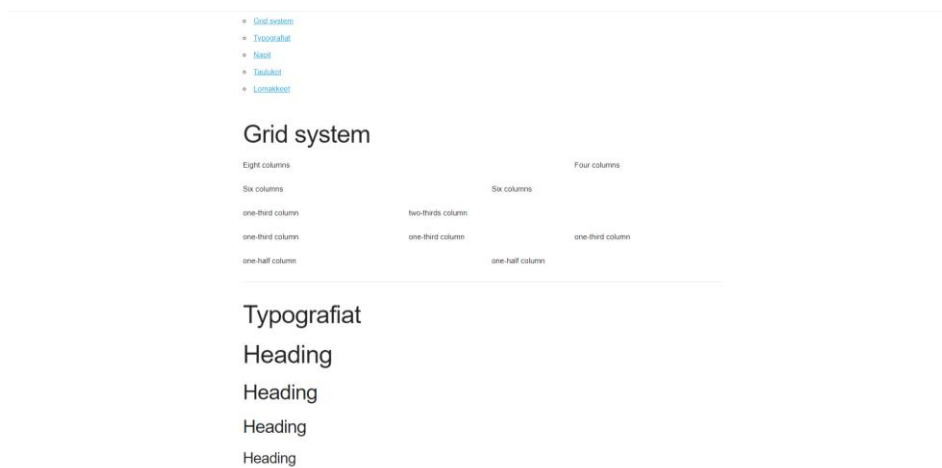 Grid system
Typografiat
Napit
Taulukot
Lomakkeet
Grid system
Eight columns Four columns
Six columns Six columns
one-third column two-thirds column
one-third column one-third column one-third column
one-half column one-half column
Typografiat
Heading
Heading
Heading
Heading